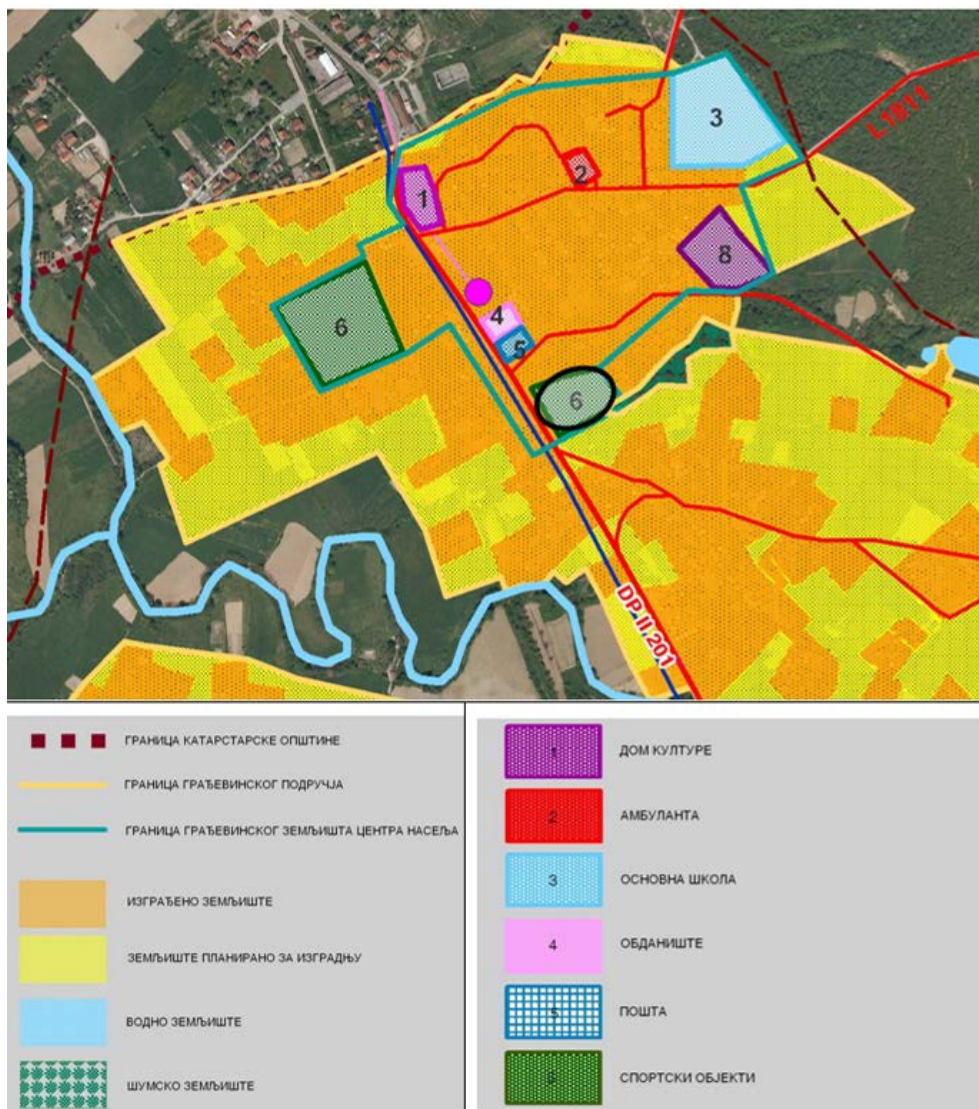 3
Л1811
2
1
8
6
4
5
6
DP II 201
ГРАНИЦА КАТАРСТАРСКЕ ОПШТИНЕ
ГРАНИЦА ГРАЂЕВИНСКОГ ПОДРУЧЈА
ГРАНИЦА ГРАЂЕВИНСКОГ ЗЕМЉИШТА ЦЕНТРА НАСЕЉА
ИЗГРАЂЕНО ЗЕМЉИШТЕ
ЗЕМЉИШТЕ ПЛАНИРАНО ЗА ИЗГРАДЊУ
ВОДНО ЗЕМЉИШТЕ
ШУМСКО ЗЕМЉИШТЕ
1 ДОМ КУЛТУРЕ
2 АМБУЛАНТА
3 ОСНОВНА ШКОЛА
4 ОБДАНИШТЕ
5 ПОШТА
6 СПОРТСКИ ОБЈЕКТИ